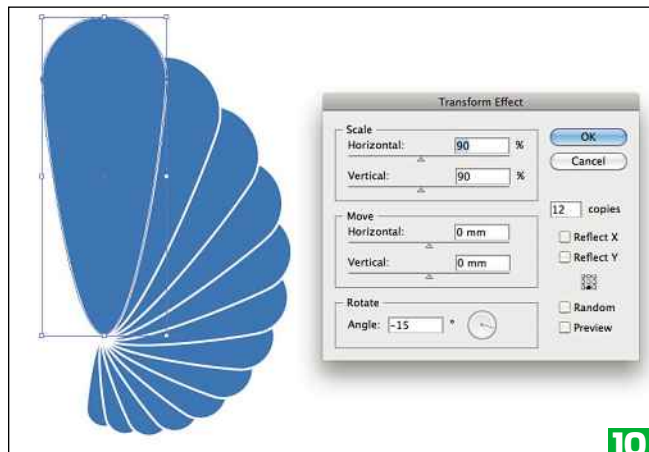 Transform Effect
Scale
Horizontal: 90 %
Vertical: 90 %
Move
Horizontal: 0 mm
Vertical: 0 mm
Rotate
Angle: -15 °
OK
Cancel
12 copies
Reflect X
Reflect Y
Random
Preview
10